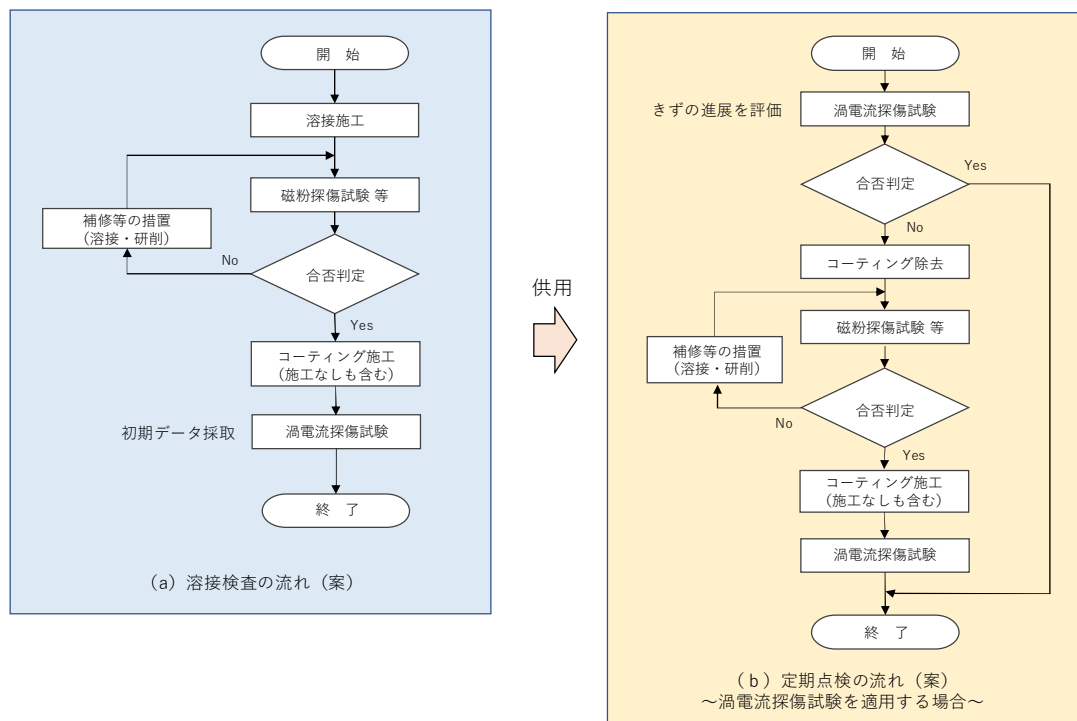 開　始
溶接施工
磁粉探傷試験 等
補修等の措置
（溶接・研削）
No
合否判定
Yes
コーティング施工
（施工なしも含む）
初期データ採取
渦電流探傷試験
終　了
（a）溶接検査の流れ（案）
供用
開　始
きずの進展を評価
渦電流探傷試験
Yes
合否判定
No
コーティング除去
磁粉探傷試験 等
補修等の措置
（溶接・研削）
合否判定
No
Yes
コーティング施工
（施工なしも含む）
渦電流探傷試験
終　了
（ｂ）定期点検の流れ（案）
～渦電流探傷試験を適用する場合～